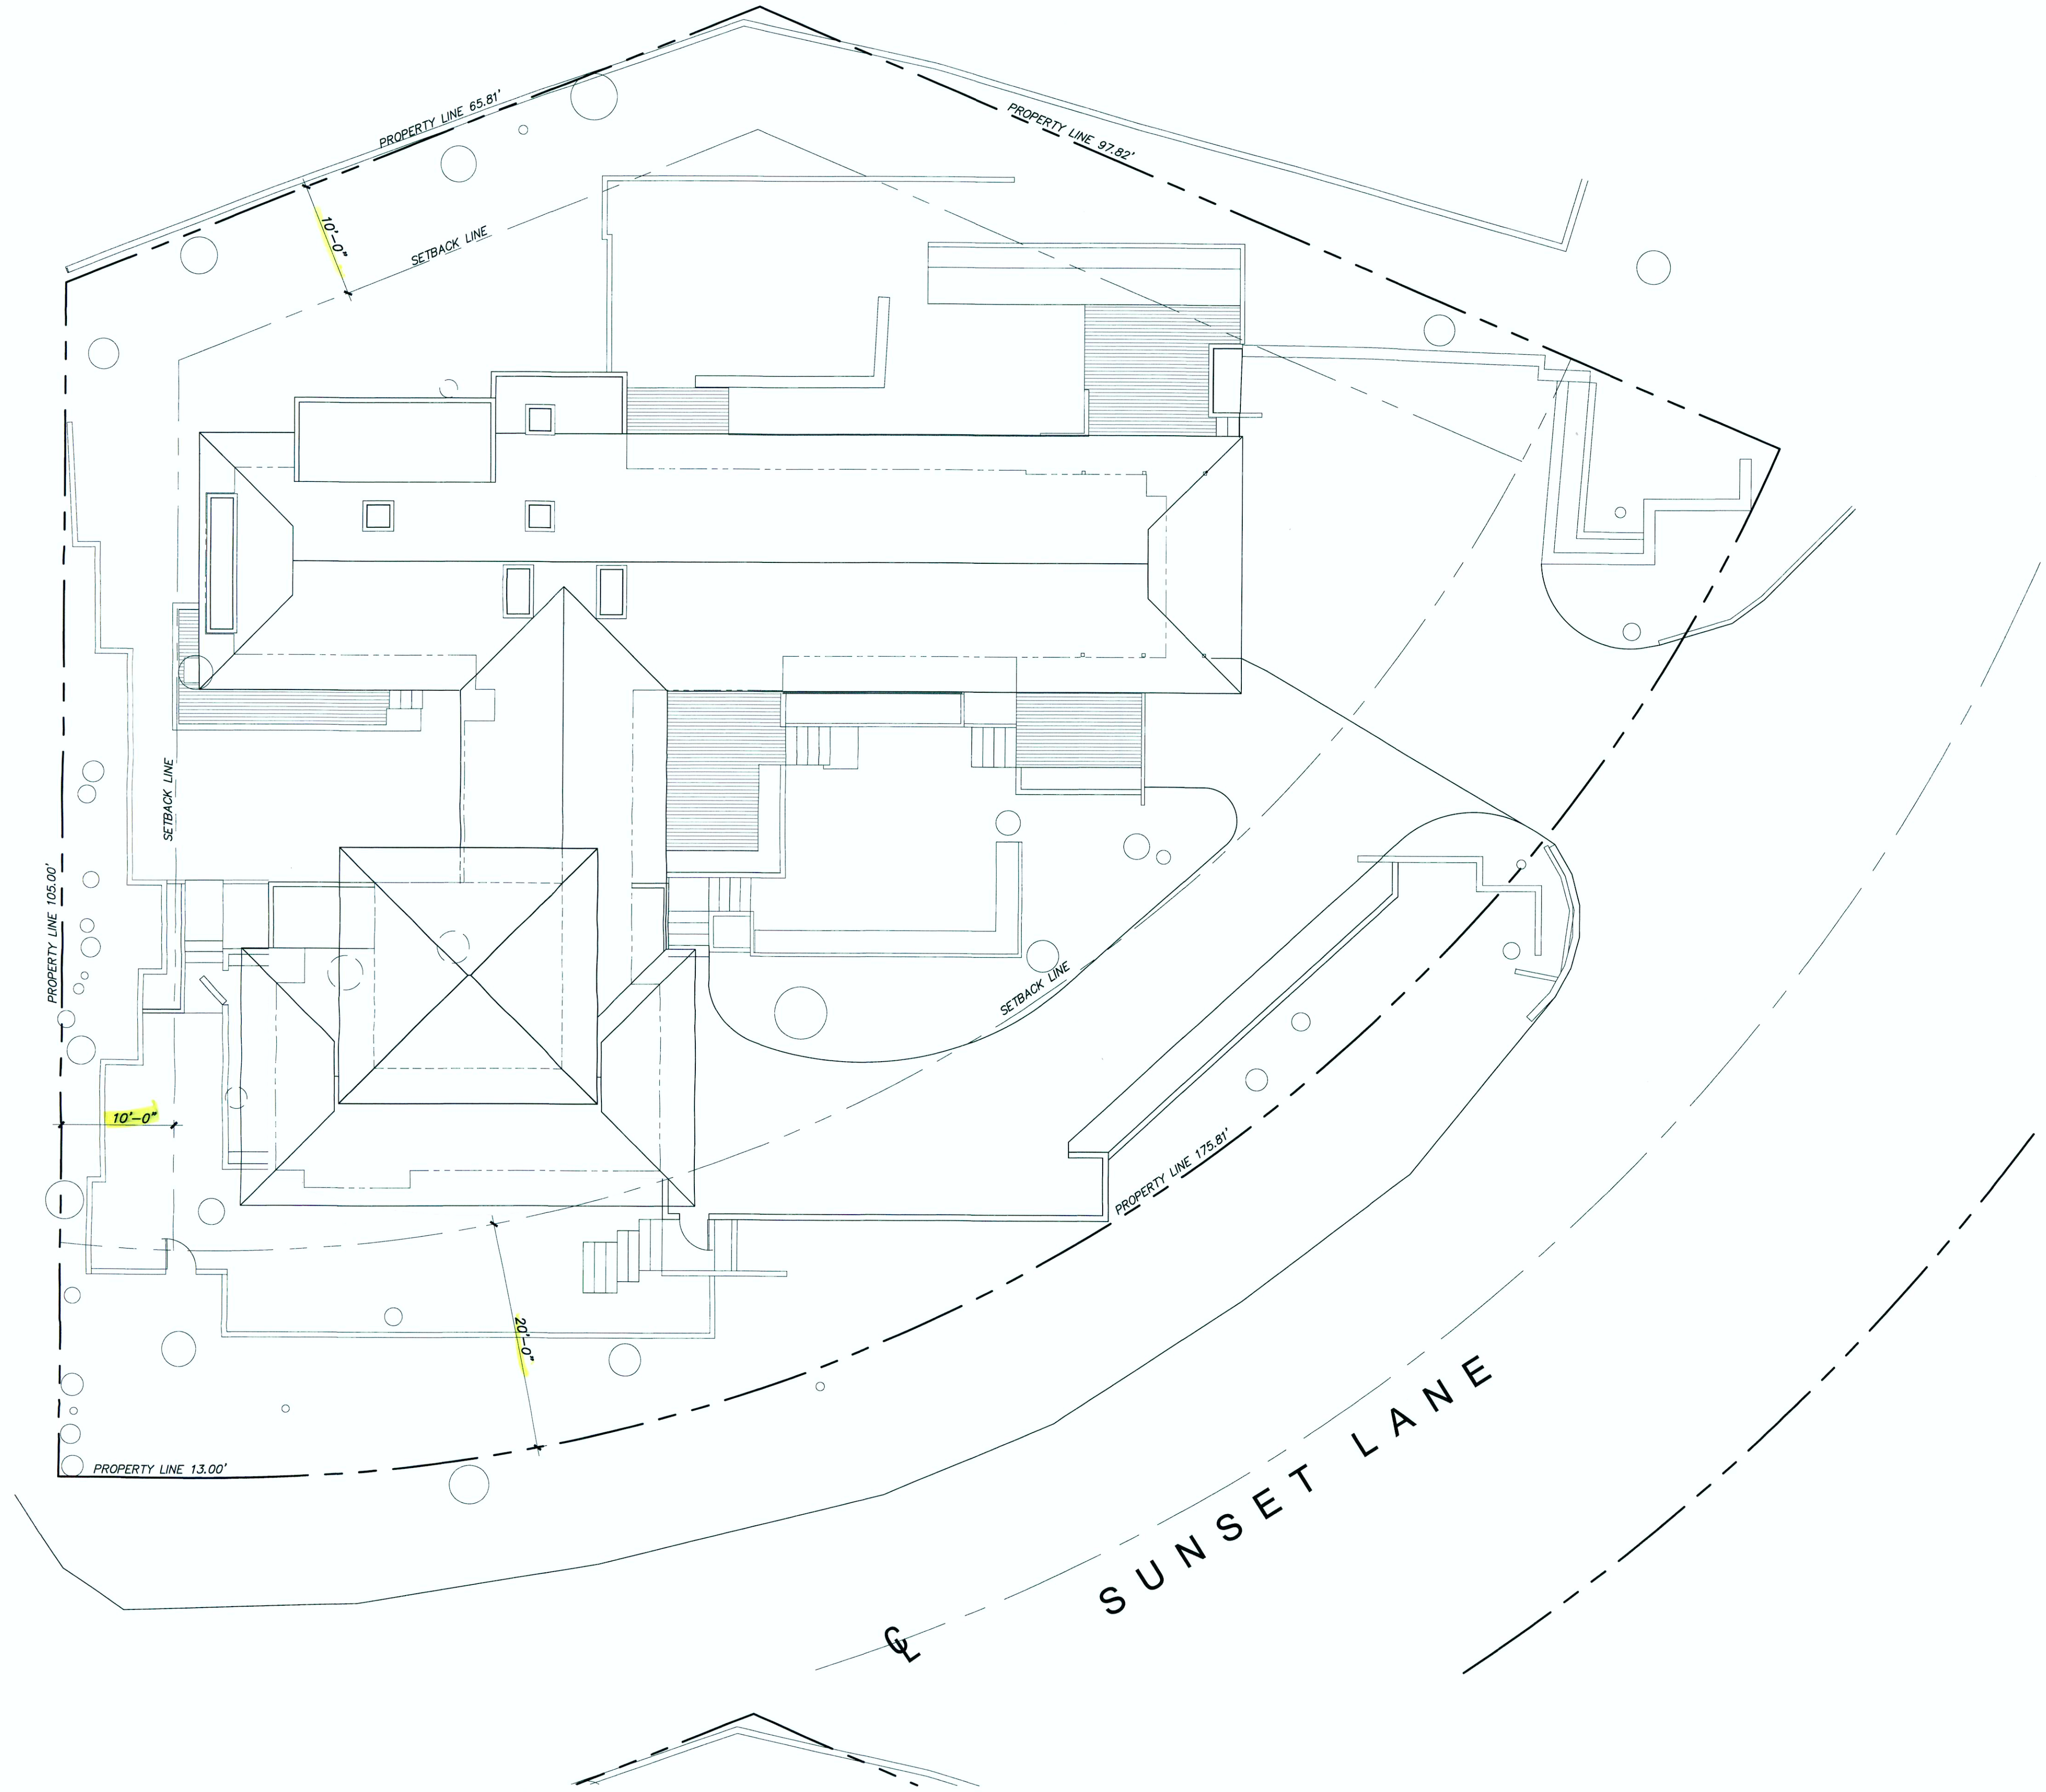 PROPERTY LINE 65.81'
PROPERTY LINE 97.82'
10'-0"
SETBACK LINE
SETBACK LINE
PROPERTY LINE 105.00'
SETBACK LINE
10'-0"
PROPERTY LINE 175.81'
20'-0"
PROPERTY LINE 13.00'
SUNSET LANE
CL